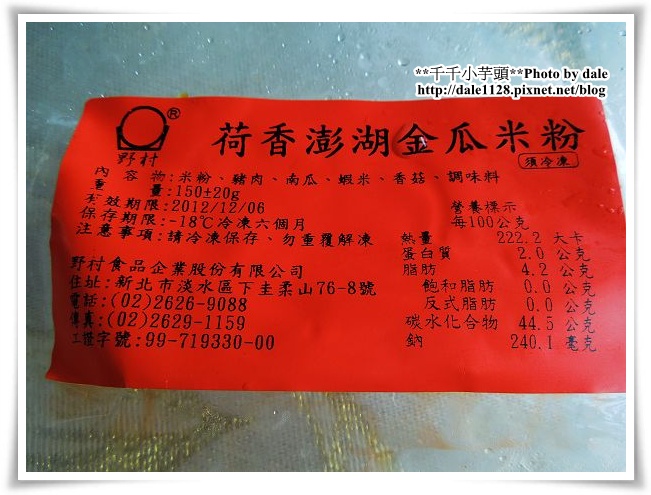 **千千小芋頭**Photo by dale
http://dale1128.pixnet.net/blog
®
野村
荷香澎湖金瓜米粉
須冷凍
內容物:米粉、豬肉、南瓜、蝦米、香菇、調味料
重量:150±20g
有效期限:2012/12/06
保存期限:-18℃冷凍六個月
注意事項:請冷凍保存、勿重覆解凍
野村食品企業股份有限公司
住址:新北市淡水區下圭柔山76-8號
電話:(02)2626-9088
傳真:(02)2629-1159
工證字號:99-719330-00
營養標示
每100公克
熱量 222.2 大卡
蛋白質 2.0 公克
脂肪 4.2 公克
飽和脂肪 0.0 公克
反式脂肪 0.0 公克
碳水化合物 44.5 公克
鈉 240.1 毫克